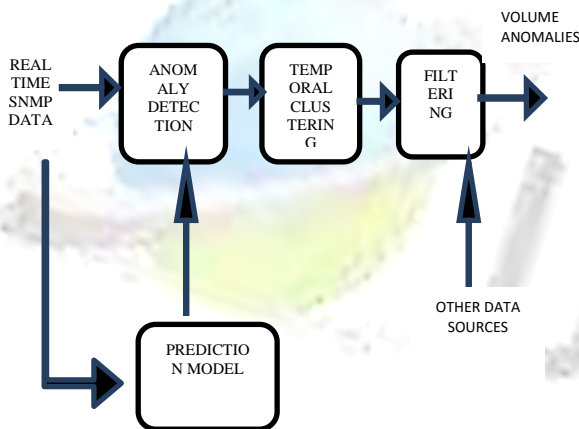 VOLUME
ANOMALIES
REAL
TIME
SNMP
DATA
ANOM
ALY
DETEC
TION
TEMP
ORAL
CLUS
TERIN
G
FILT
ERI
NG
OTHER DATA
SOURCES
PREDICTIO
N MODEL